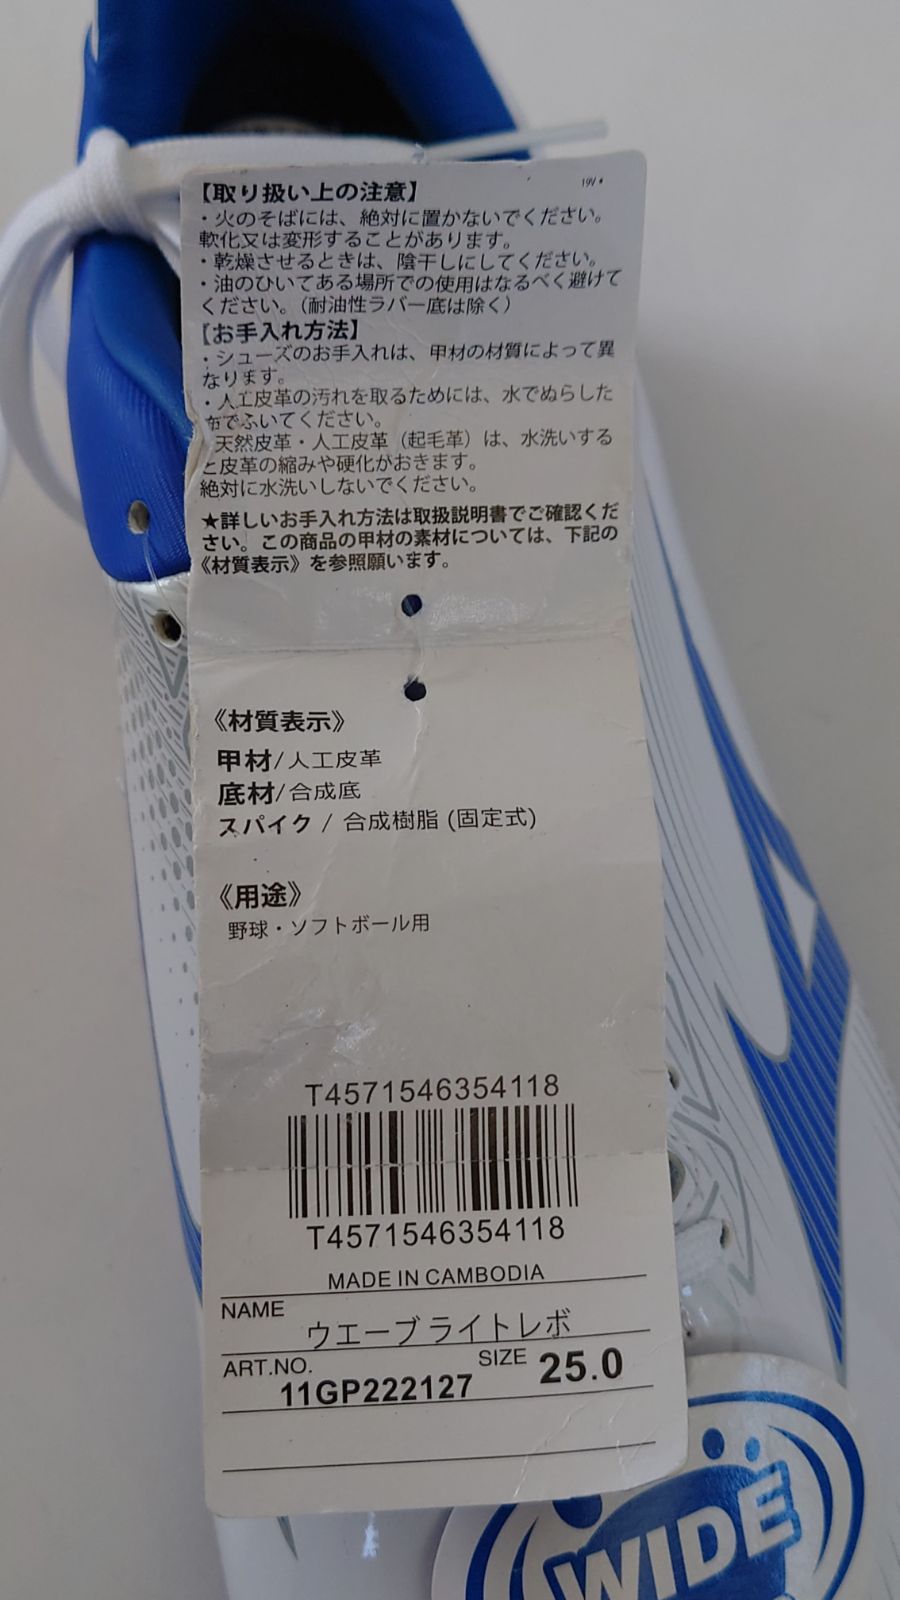 19V
【取り扱い上の注意】
・火のそばには、絶対に置かないでください。
軟化又は変形することがあります。
・乾燥させるときは、陰干しにしてください。
・油のひいてある場所での使用はなるべく避けて
ください。（耐油性ラバー底は除く）
【お手入れ方法】
・シューズのお手入れは、甲材の材質によって異
なります。
・人工皮革の汚れを取るためには、水でぬらした
布でふいてください。
天然皮革・人工皮革（起毛革）は、水洗いする
と皮革の縮みや硬化がおきます。
絶対に水洗いしないでください。
★詳しいお手入れ方法は取扱説明書でご確認くだ
さい。この商品の甲材の素材については、下記の
《材質表示》を参照願います。
《材質表示》
甲材/人工皮革
底材/合成底
スパイク / 合成樹脂 (固定式)
《用途》
野球・ソフトボール用
T4571546354118
T4571546354118
MADE IN CAMBODIA
NAME
ウエーブライトレボ
ART.NO.
11GP222127
SIZE 25.0
WIDE